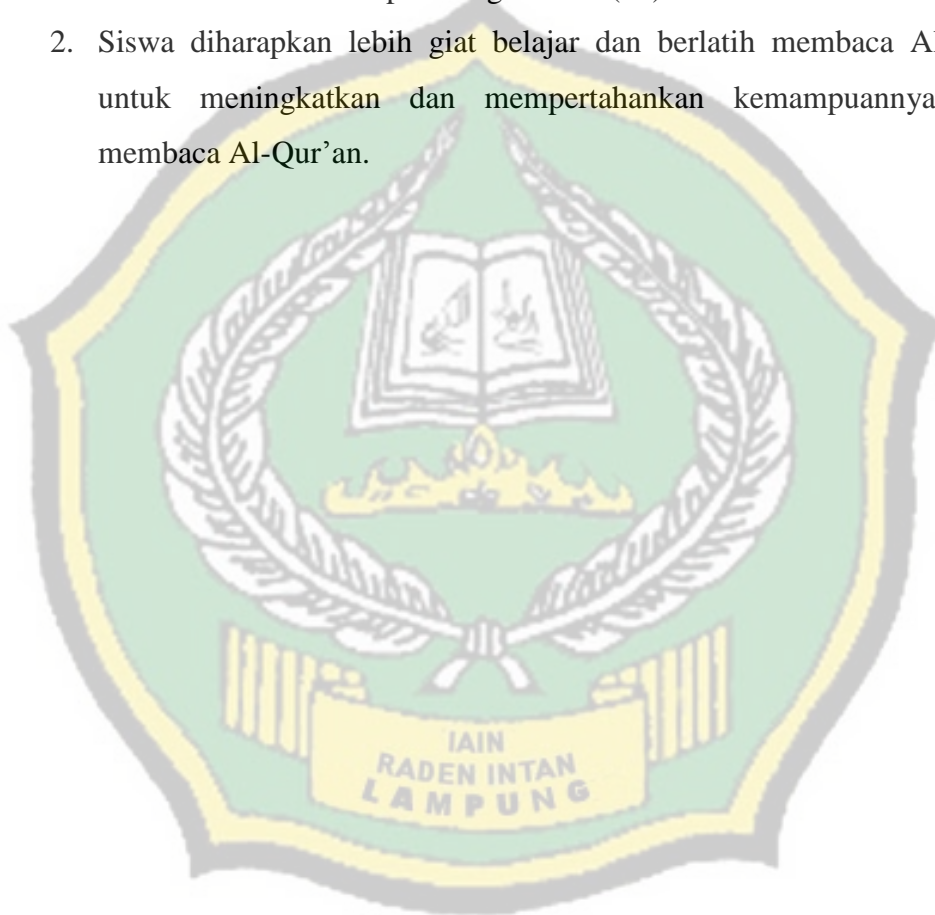 2. Siswa diharapkan lebih giat belajar dan berlatih membaca
untuk meningkatkan dan mempertahankan kemampuannya
membaca Al-Qur’an.
IAIN
RADEN INTAN
LAMPUNG